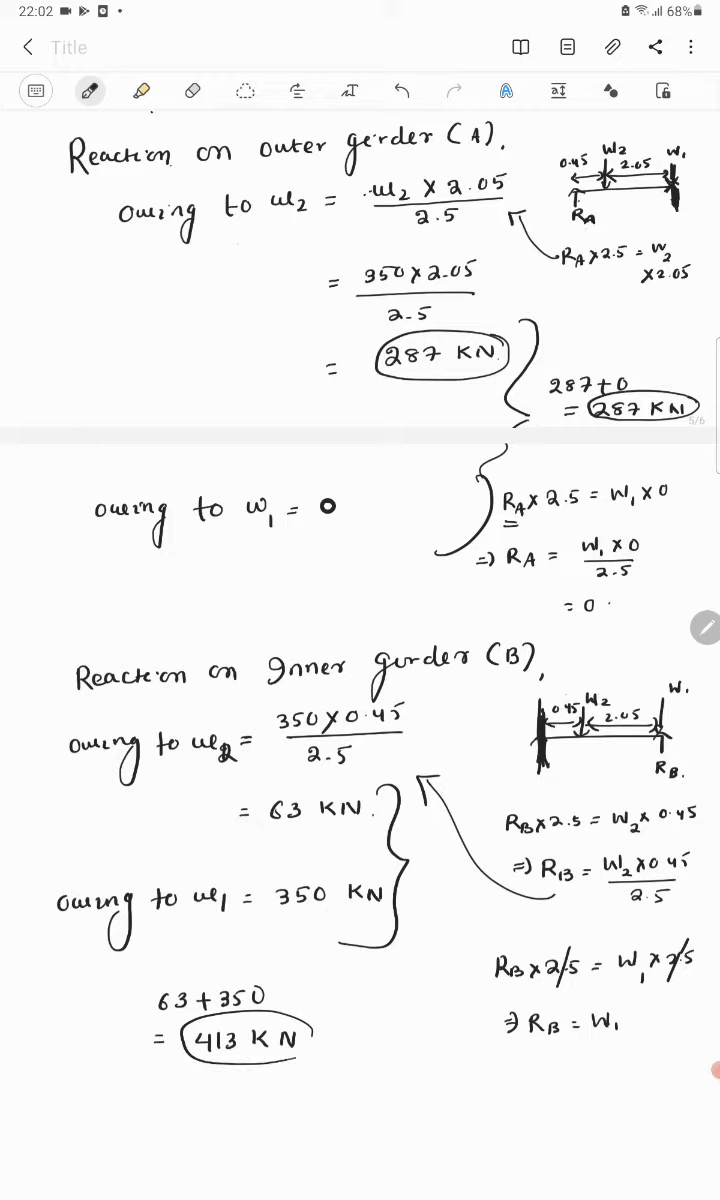 22:02
68%
Title
Reaction on outer girder (A),
0.45 W2 2.05 W1
RA
owing to w2 = w2 × 2.05 / 2.5
RA × 2.5 = W2 × 2.05
= 350 × 2.05 / 2.5
= 287 KN.
287 + 0
= 287 KN
5/6
owing to w1 = 0
RA × 2.5 = W1 × 0
=) RA = W1 × 0 / 2.5
= 0.
Reaction on Inner girder (B),
0.45 W2 2.05 W1
RB.
owing to w2 = 350 × 0.45 / 2.5
= 63 KN.
RB × 2.5 = W2 × 0.45
=) RB = W2 × 0.45 / 2.5
owing to w1 = 350 KN
RB × 2.5 = W1 × 2.5
=) RB = W1
63 + 350
= 413 KN